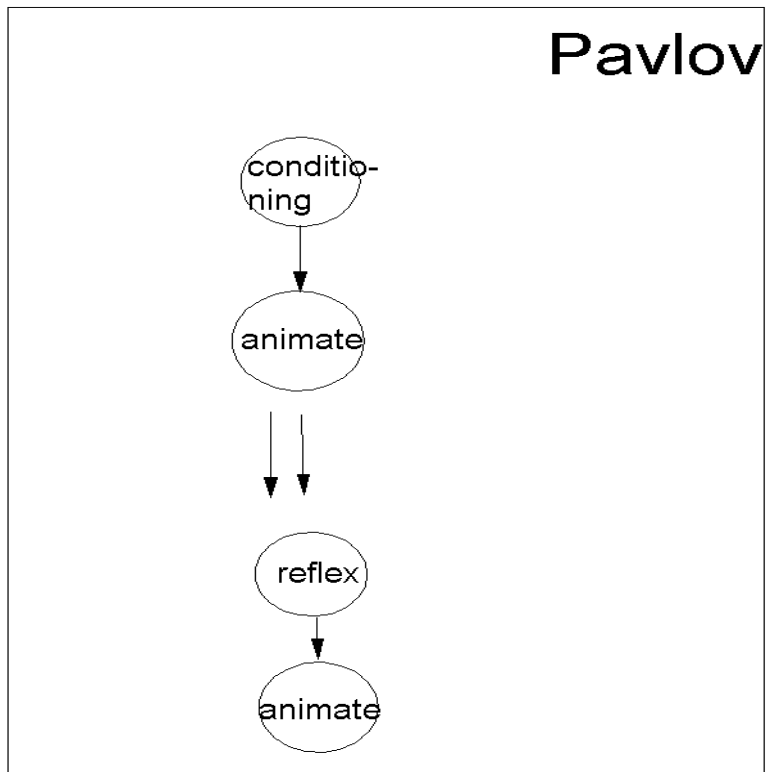 Pavlov
conditio-
ning
animate
reflex
animate